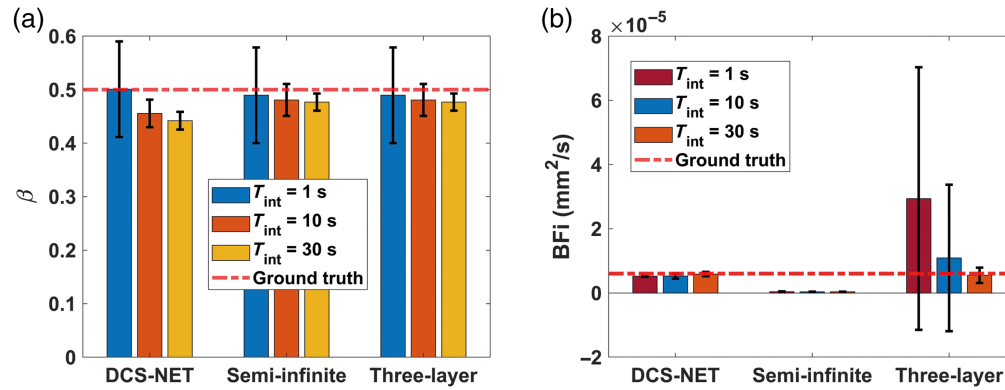 (a)
0.6
0.5
0.4
0.3
0.2
0.1
0
β
T_int = 1 s
T_int = 10 s
T_int = 30 s
Ground truth
DCS-NET Semi-infinite Three-layer
(b)
×10⁻⁵
8
6
4
2
0
−2
BFi (mm²/s)
T_int = 1 s
T_int = 10 s
T_int = 30 s
Ground truth
DCS-NET Semi-infinite Three-layer